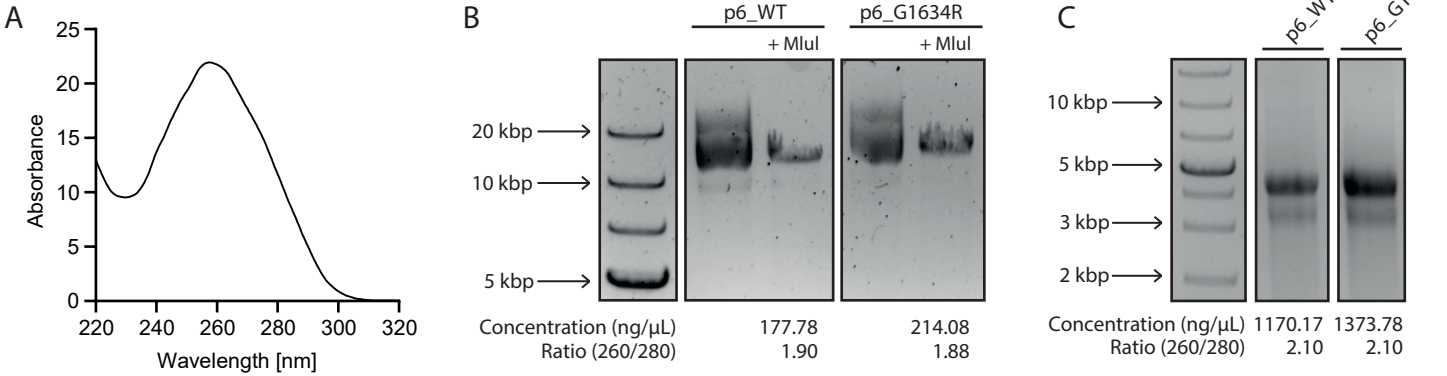 A
25
20
15
10
5
0
220 240 260 280 300 320
Absorbance
Wavelength [nm]
B
p6_WT p6_G1634R
+ MluI + MluI
20 kbp
10 kbp
5 kbp
Concentration (ng/µL) 177.78 214.08
Ratio (260/280) 1.90 1.88
C
10 kbp
5 kbp
3 kbp
2 kbp
Concentration (ng/µL) 1170.17 1373.78
Ratio (260/280) 2.10 2.10